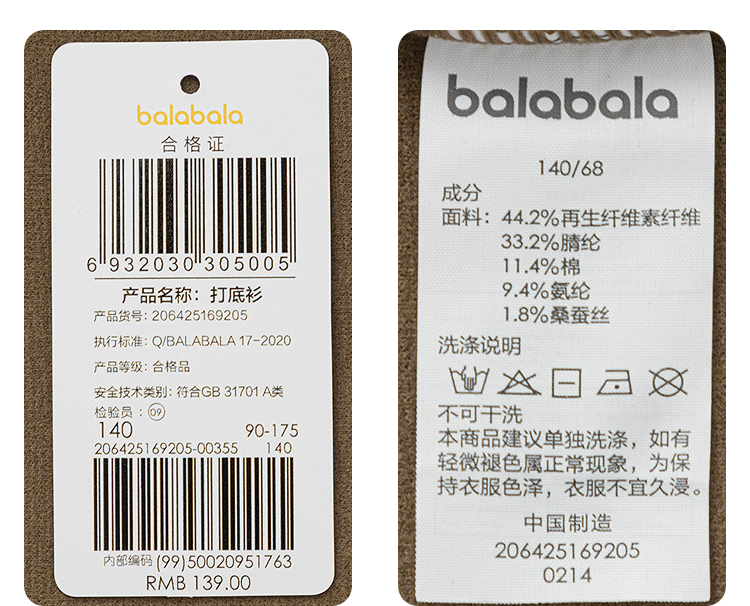 balabala
合格证
6 932030 305005
产品名称：打底衫
产品货号：206425169205
执行标准：Q/BALABALA 17-2020
产品等级：合格品
安全技术类别：符合GB 31701 A类
检验员：09
140 90-175
206425169205-00355 140
内部编码 (99)50020951763
RMB 139.00
balabala
140/68
成分
面料：44.2%再生纤维素纤维
33.2%腈纶
11.4%棉
9.4%氨纶
1.8%桑蚕丝
洗涤说明
不可干洗
本商品建议单独洗涤，如有
轻微褪色属正常现象，为保
持衣服色泽，衣服不宜久浸。
中国制造
206425169205
0214